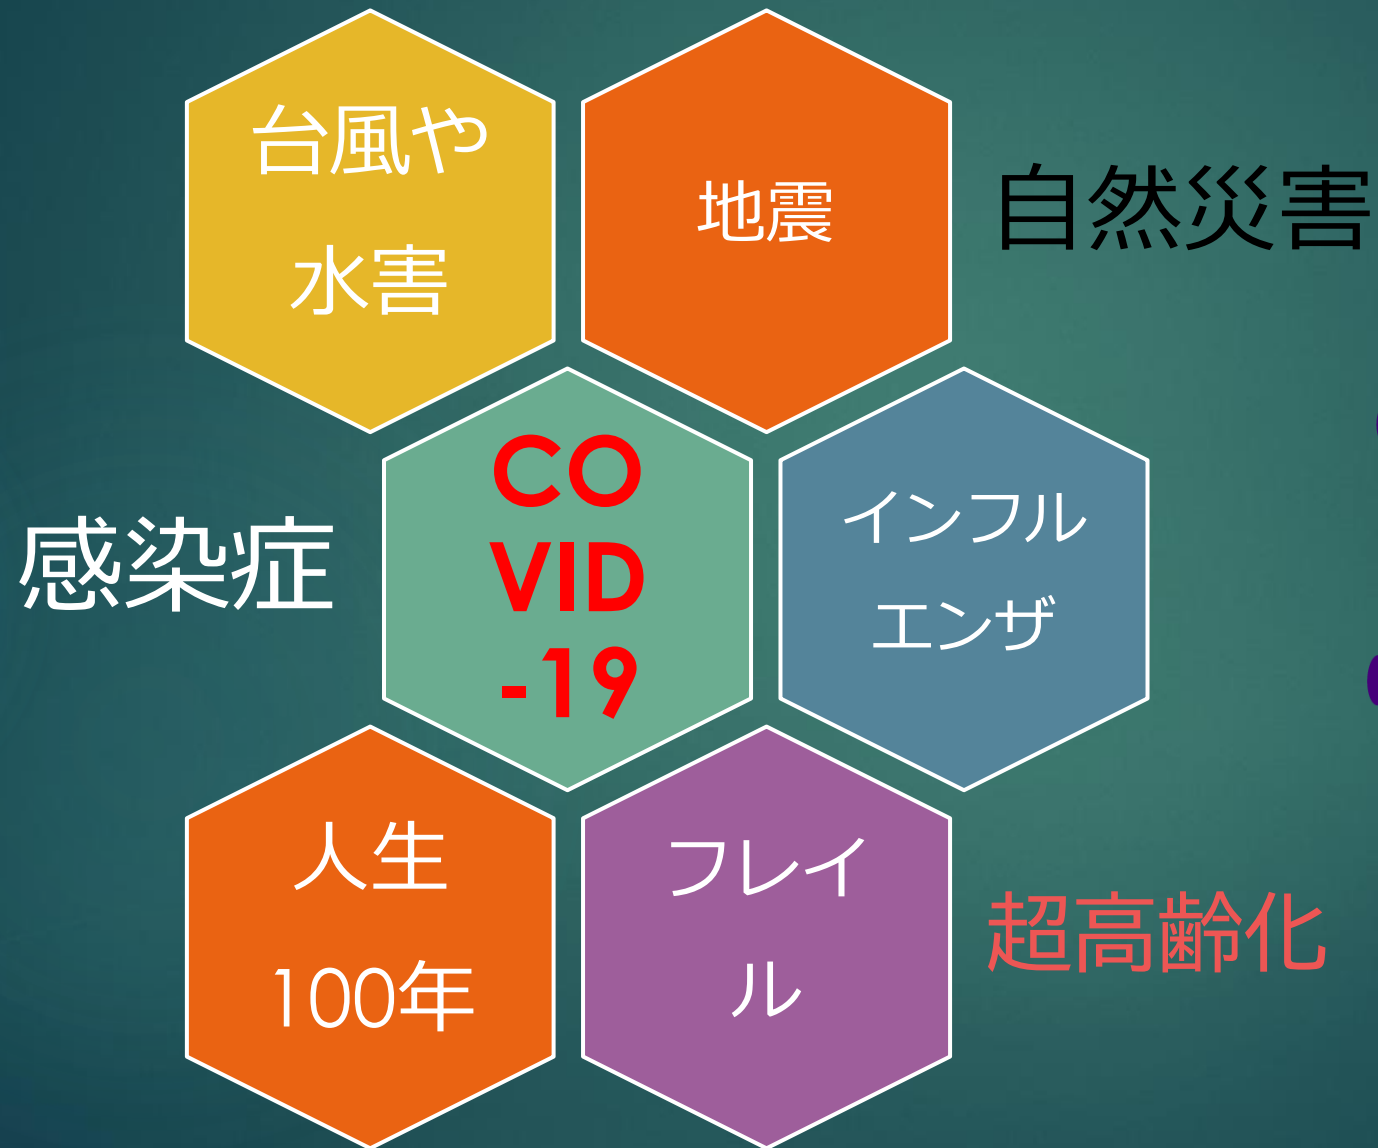 台風や
水害
地震
自然災害
感染症
CO
VID
-19
インフル
エンザ
人生
100年
フレイ
ル
超高齢化